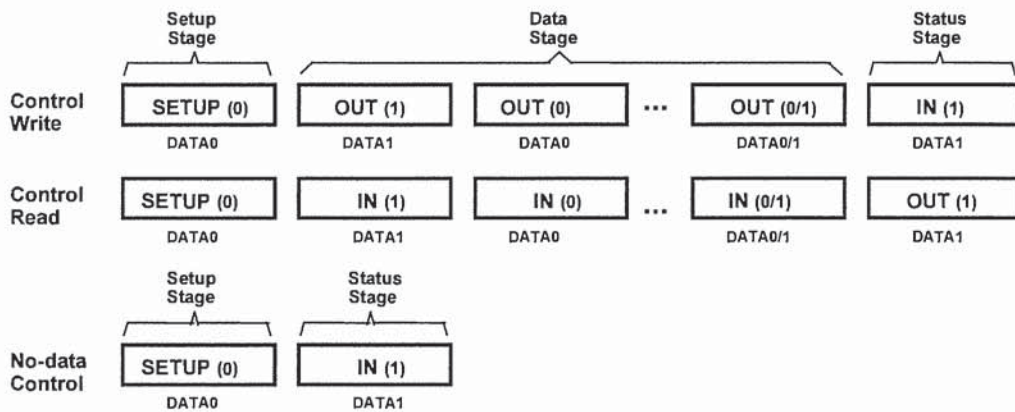 Setup Stage
Data Stage
Status Stage
Control Write
SETUP (0)
OUT (1)
OUT (0)
...
OUT (0/1)
IN (1)
DATA0
DATA1
DATA0
DATA0/1
DATA1
Control Read
SETUP (0)
IN (1)
IN (0)
...
IN (0/1)
OUT (1)
DATA0
DATA1
DATA0
DATA0/1
DATA1
Setup Stage
Status Stage
No-data Control
SETUP (0)
IN (1)
DATA0
DATA1